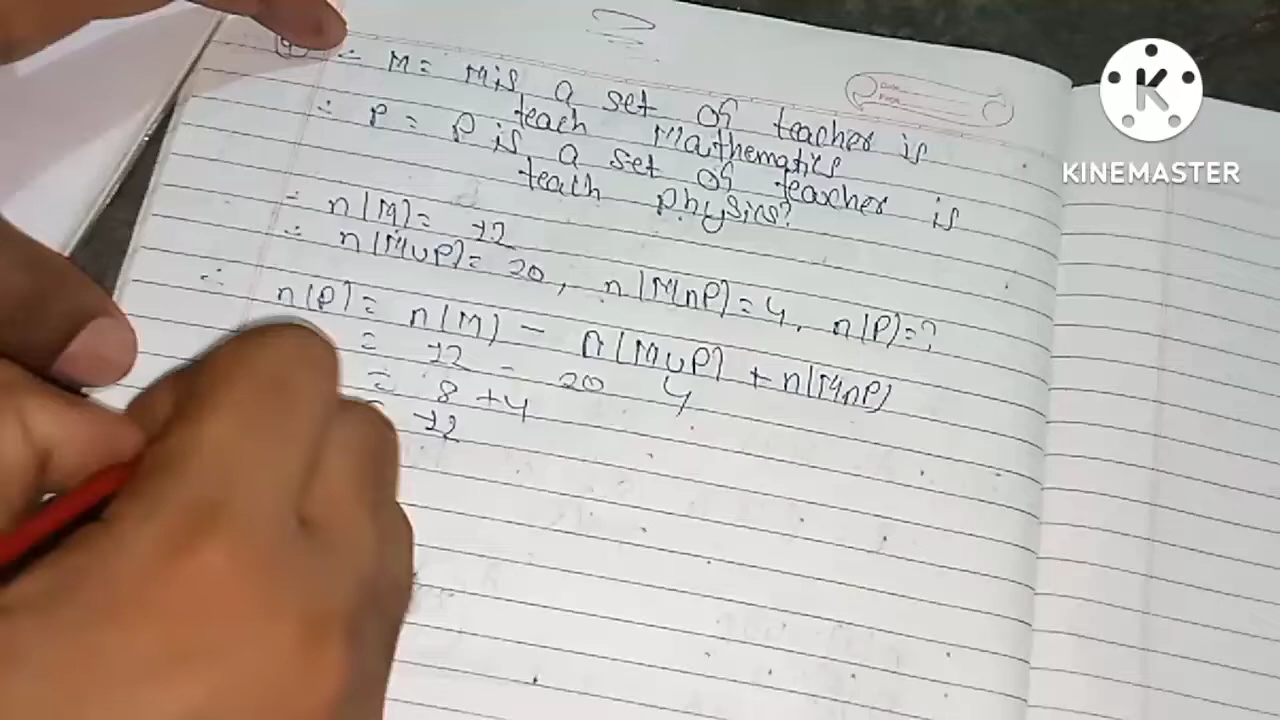 ∴ M = M is a set of teacher is
teach Mathematics
∴ P = P is a set of teacher is
teach Physics?
∴ n(M) = 12
∴ n(M∪P) = 20, n(M∩P) = 4, n(P) = ?
∴ n(P) = n(M) - n(M∪P) + n(M∩P)
= 12 - 20 4
= 8 + 4
= 12
KINEMASTER